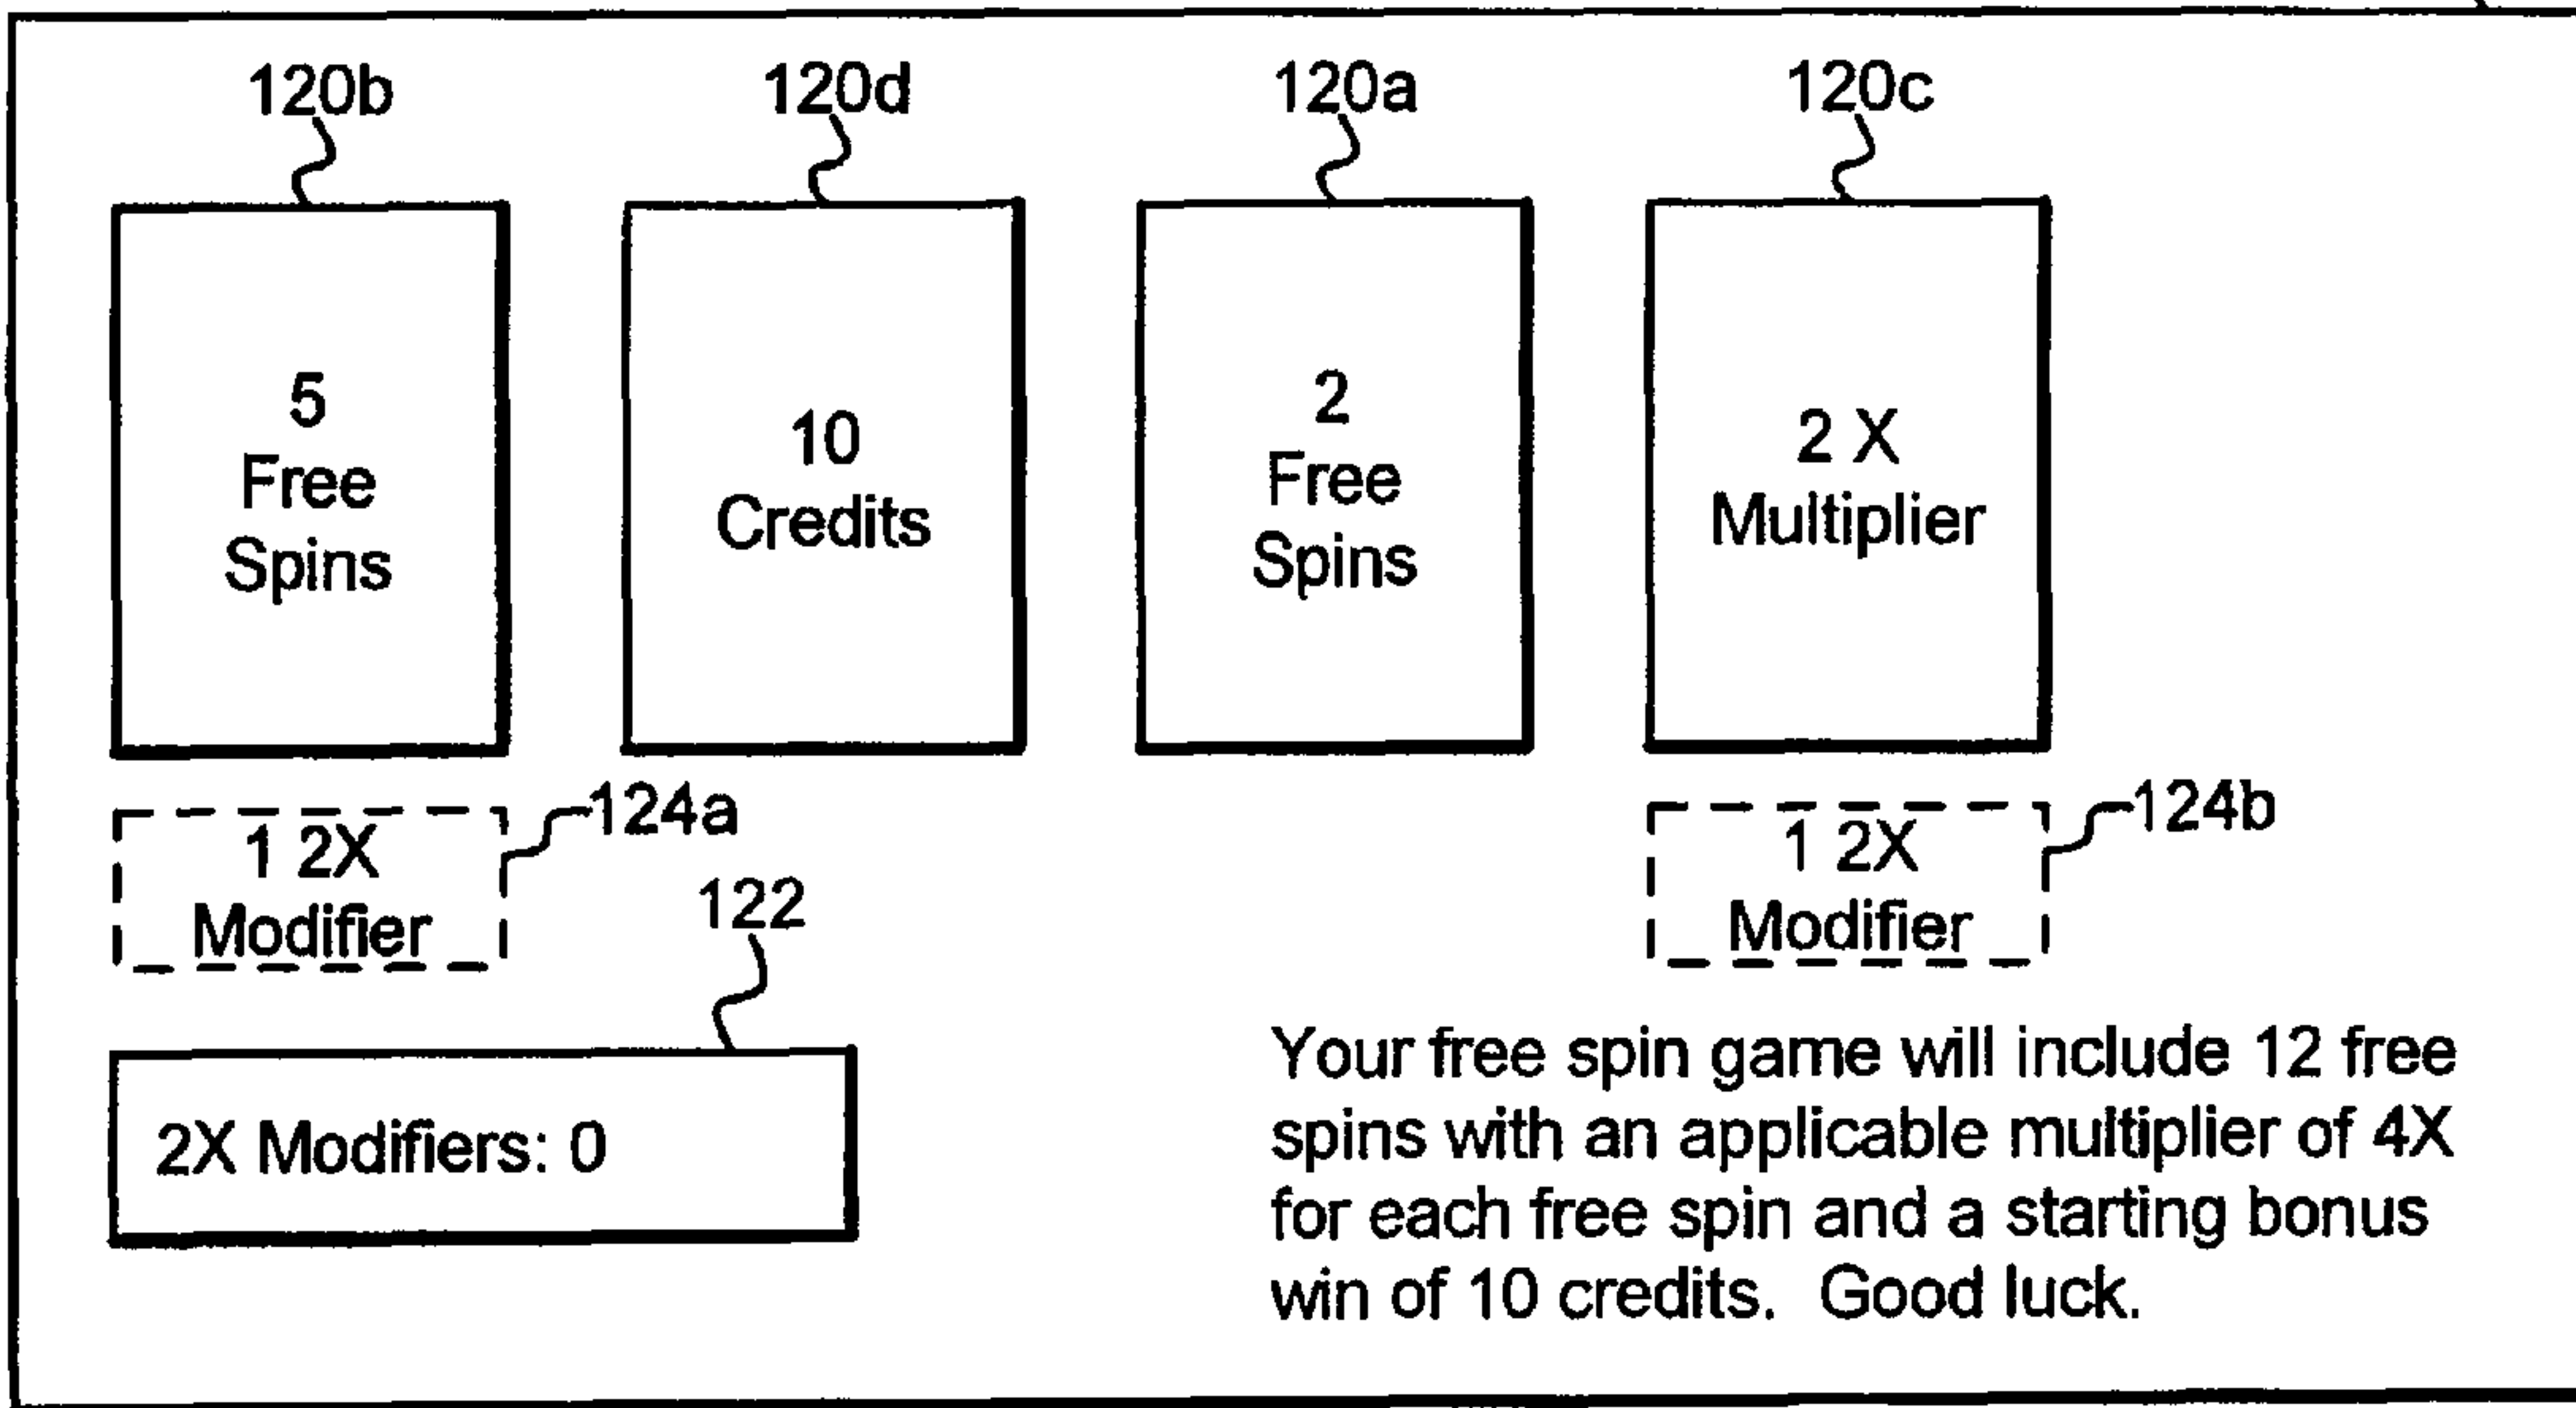 120b 120d 120a 120c
5
Free
Spins
10
Credits
2
Free
Spins
2 X
Multiplier
1 2X
Modifier
124a
1 2X
Modifier
124b
122
2X Modifiers: 0
Your free spin game will include 12 free
spins with an applicable multiplier of 4X
for each free spin and a starting bonus
win of 10 credits.  Good luck.